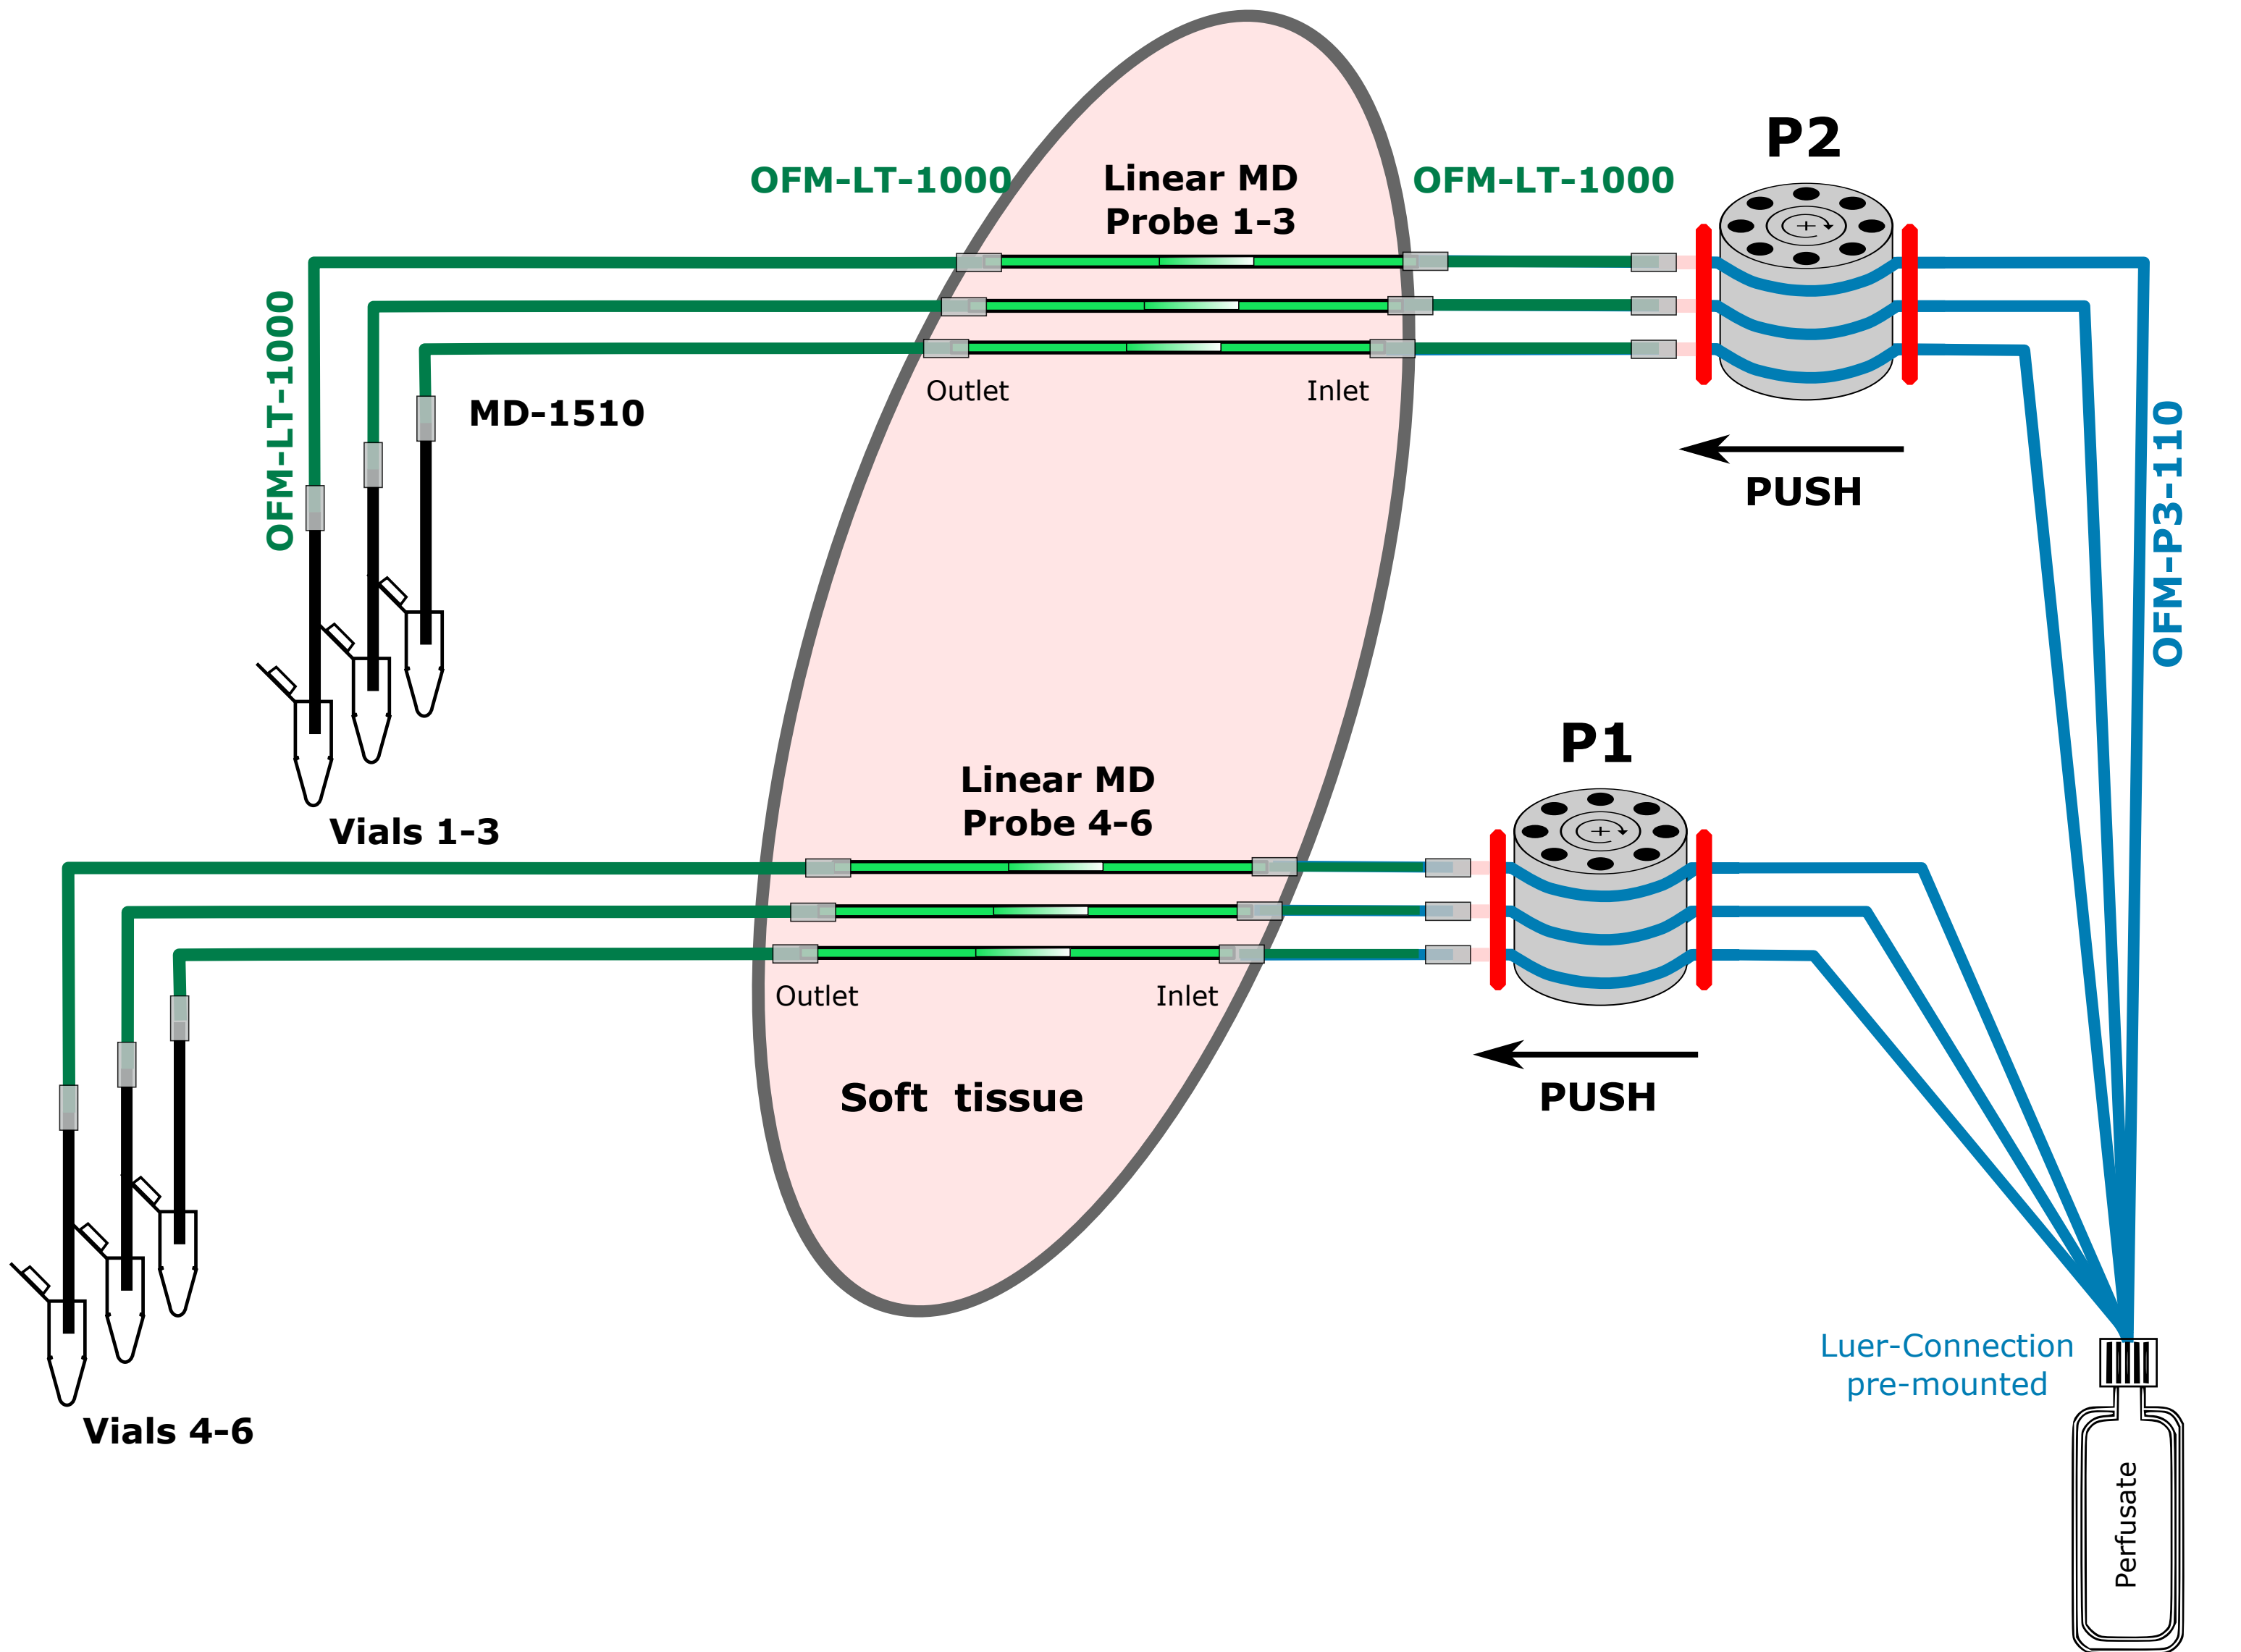 P2
OFM-LT-1000
Linear MD
Probe 1-3
OFM-LT-1000
OFM-LT-1000
MD-1510
Outlet
Inlet
PUSH
OFM-P3-110
Vials 1-3
P1
Linear MD
Probe 4-6
Outlet
Inlet
Soft tissue
PUSH
Vials 4-6
Luer-Connection
pre-mounted
Perfusate